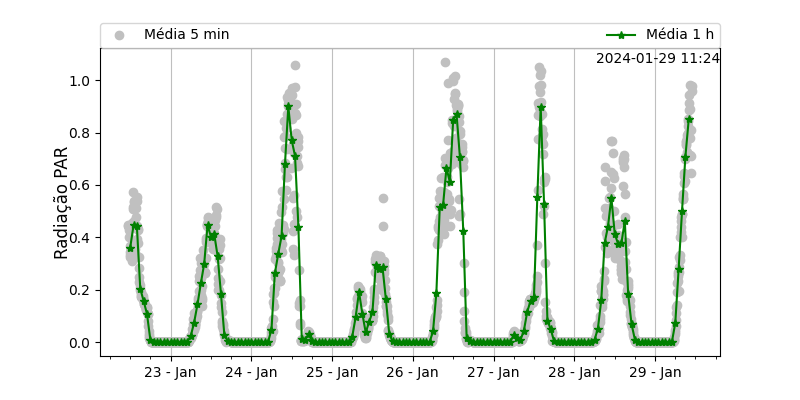 Média 5 min
Média 1 h
2024-01-29 11:24
Radiação PAR
1.0
0.8
0.6
0.4
0.2
0.0
23 - Jan
24 - Jan
25 - Jan
26 - Jan
27 - Jan
28 - Jan
29 - Jan